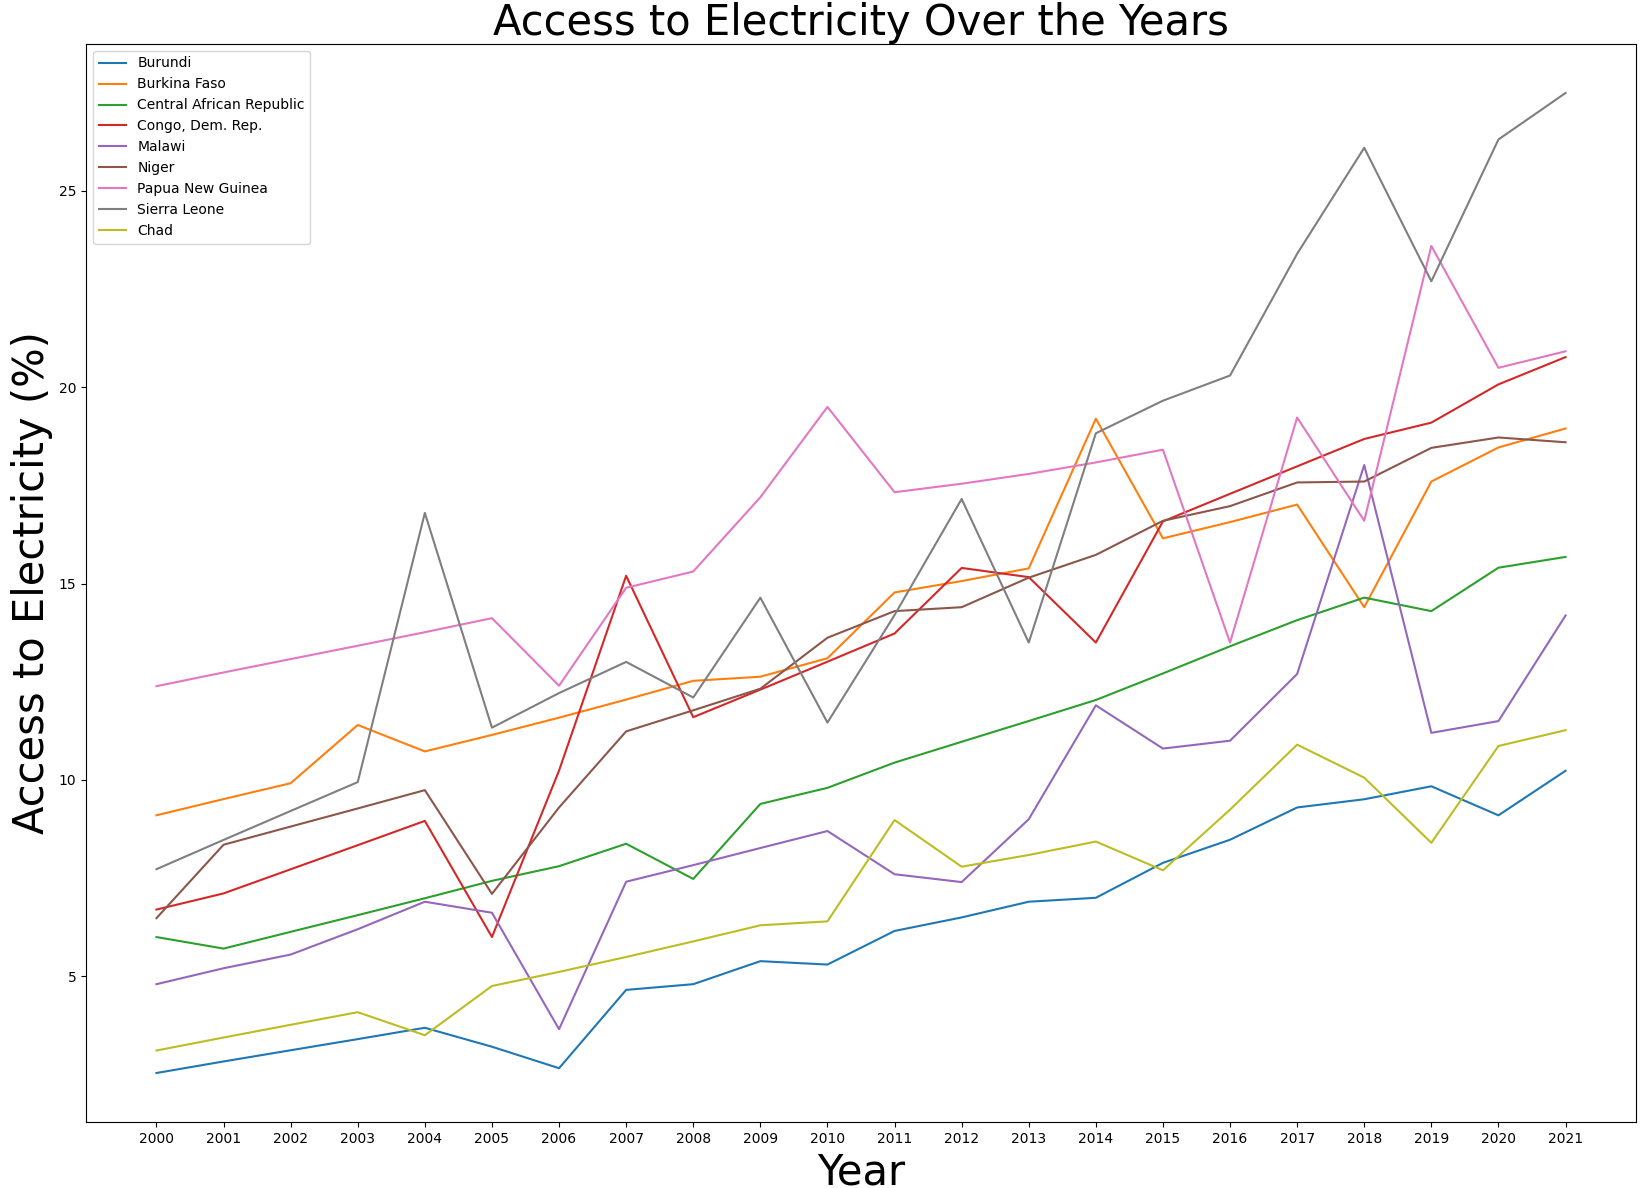 Access to Electricity Over the Years
Burundi
Burkina Faso
Central African Republic
Congo, Dem. Rep.
Malawi
Niger
Papua New Guinea
Sierra Leone
Chad
Access to Electricity (%)
25
20
15
10
5
2000 2001 2002 2003 2004 2005 2006 2007 2008 2009 2010 2011 2012 2013 2014 2015 2016 2017 2018 2019 2020 2021
Year